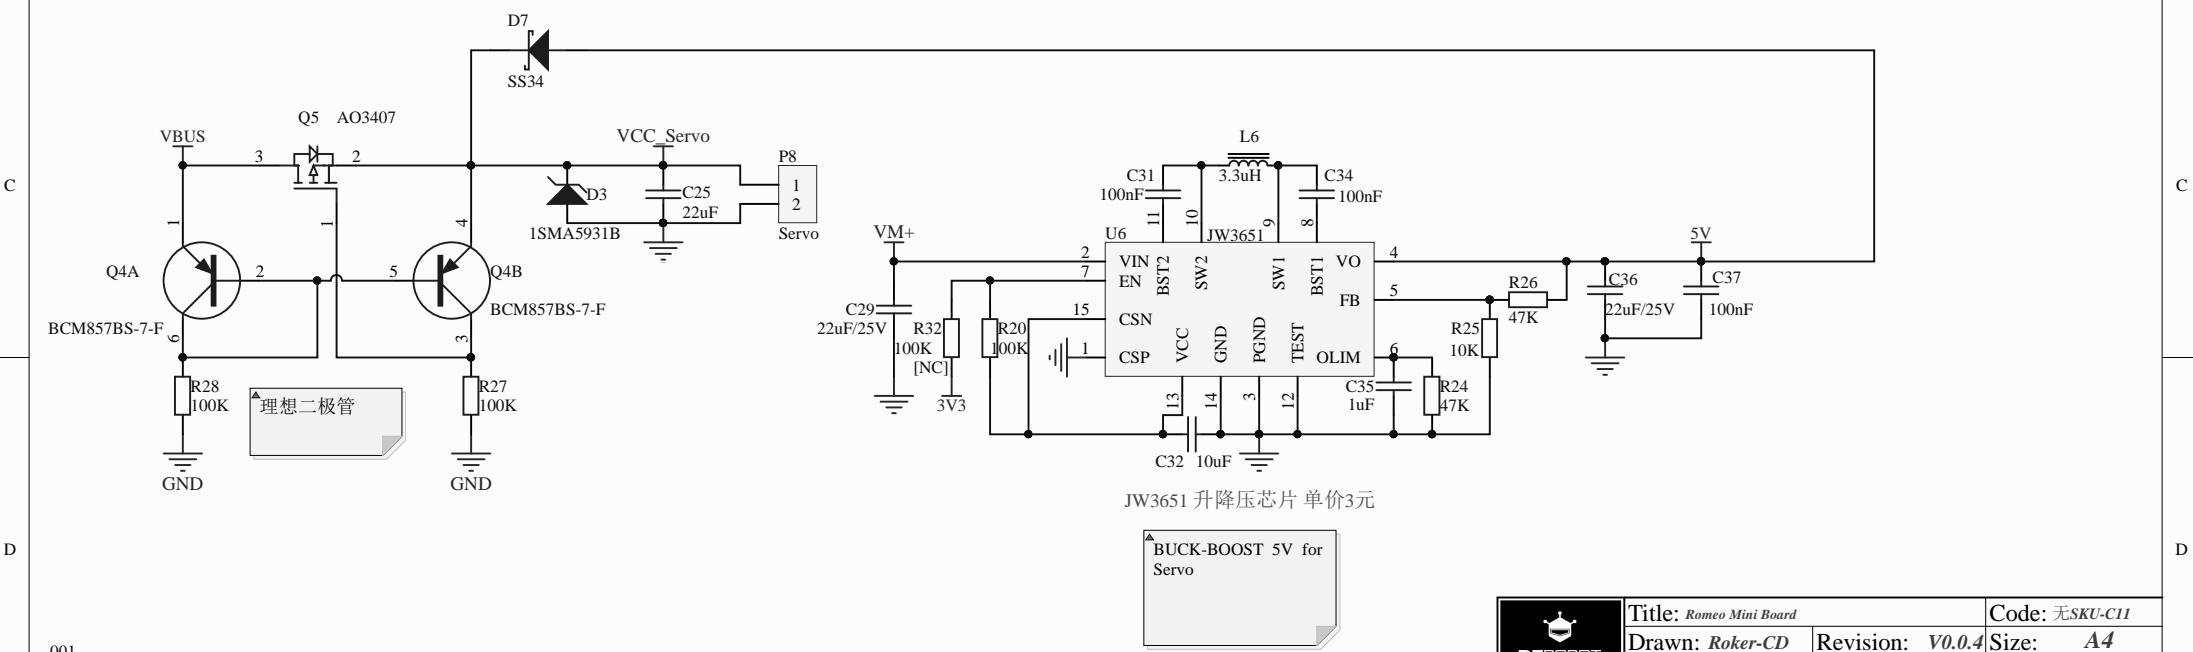 D7
SS34
Q5 AO3407
VBUS
3
2
1
1
4
VCC_Servo
P8
1
2
Servo
D3
1SMA5931B
C25
22uF
Q4A
2
5
Q4B
BCM857BS-7-F
BCM857BS-7-F
6
3
R28
100K
R27
100K
理想二极管
GND
GND
L6
3.3uH
C31
100nF
C34
100nF
11
10
9
8
U6
JW3651
VM+
2
7
15
1
VIN
EN
CSN
CSP
BST2
SW2
SW1
BST1
VO
FB
OLIM
VCC
GND
PGND
TEST
4
5
6
13
14
3
12
C29
22uF/25V
R32
100K
[NC]
3V3
R20
100K
C32 10uF
C35
1uF
R24
47K
R25
10K
R26
47K
5V
C36
22uF/25V
C37
100nF
JW3651 升降压芯片 单价3元
BUCK-BOOST 5V for
Servo
C
C
D
D
Title: Romeo Mini Board
Code: 无SKU-C11
Drawn: Roker-CD
Revision: V0.0.4
Size: A4